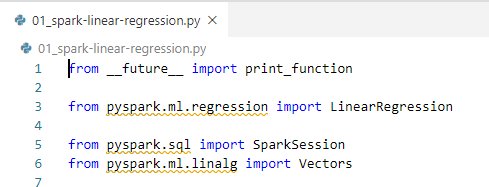 01_spark-linear-regression.py ×
01_spark-linear-regression.py
1 from __future__ import print_function
2
3 from pyspark.ml.regression import LinearRegression
4
5 from pyspark.sql import SparkSession
6 from pyspark.ml.linalg import Vectors
7